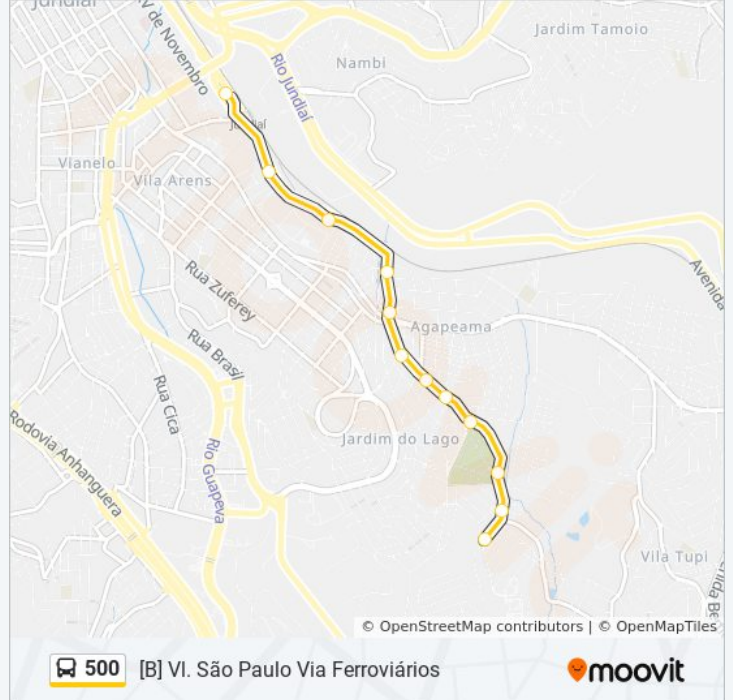 Jundiaí
XV de Novembro
Jardim Tamoio
Nambi
Rio Jundiaí
Vianelo
Vila Arens
Rua Zuferey
Avenida
Agapeama
Rua Brasil
Rua Cica
Jardim do Lago
Rodovia Anhanguera
Rio Guapeva
Vila Tupi
© OpenStreetMap contributors | © OpenMapTiles
500 [B] Vl. São Paulo Via Ferroviários moovit